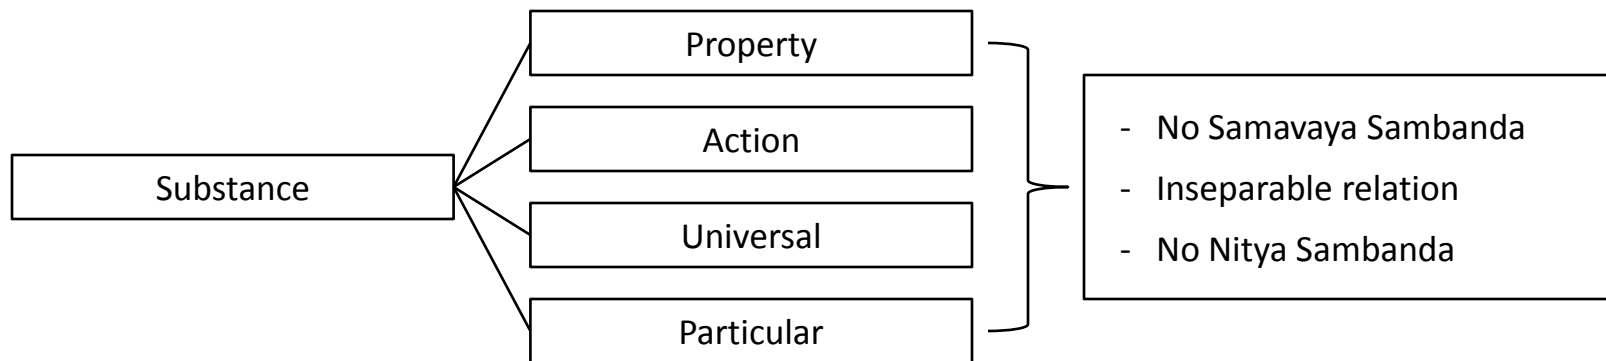 Substance
Property
Action
Universal
Particular
- No Samavaya Sambanda
- Inseparable relation
- No Nitya Sambanda